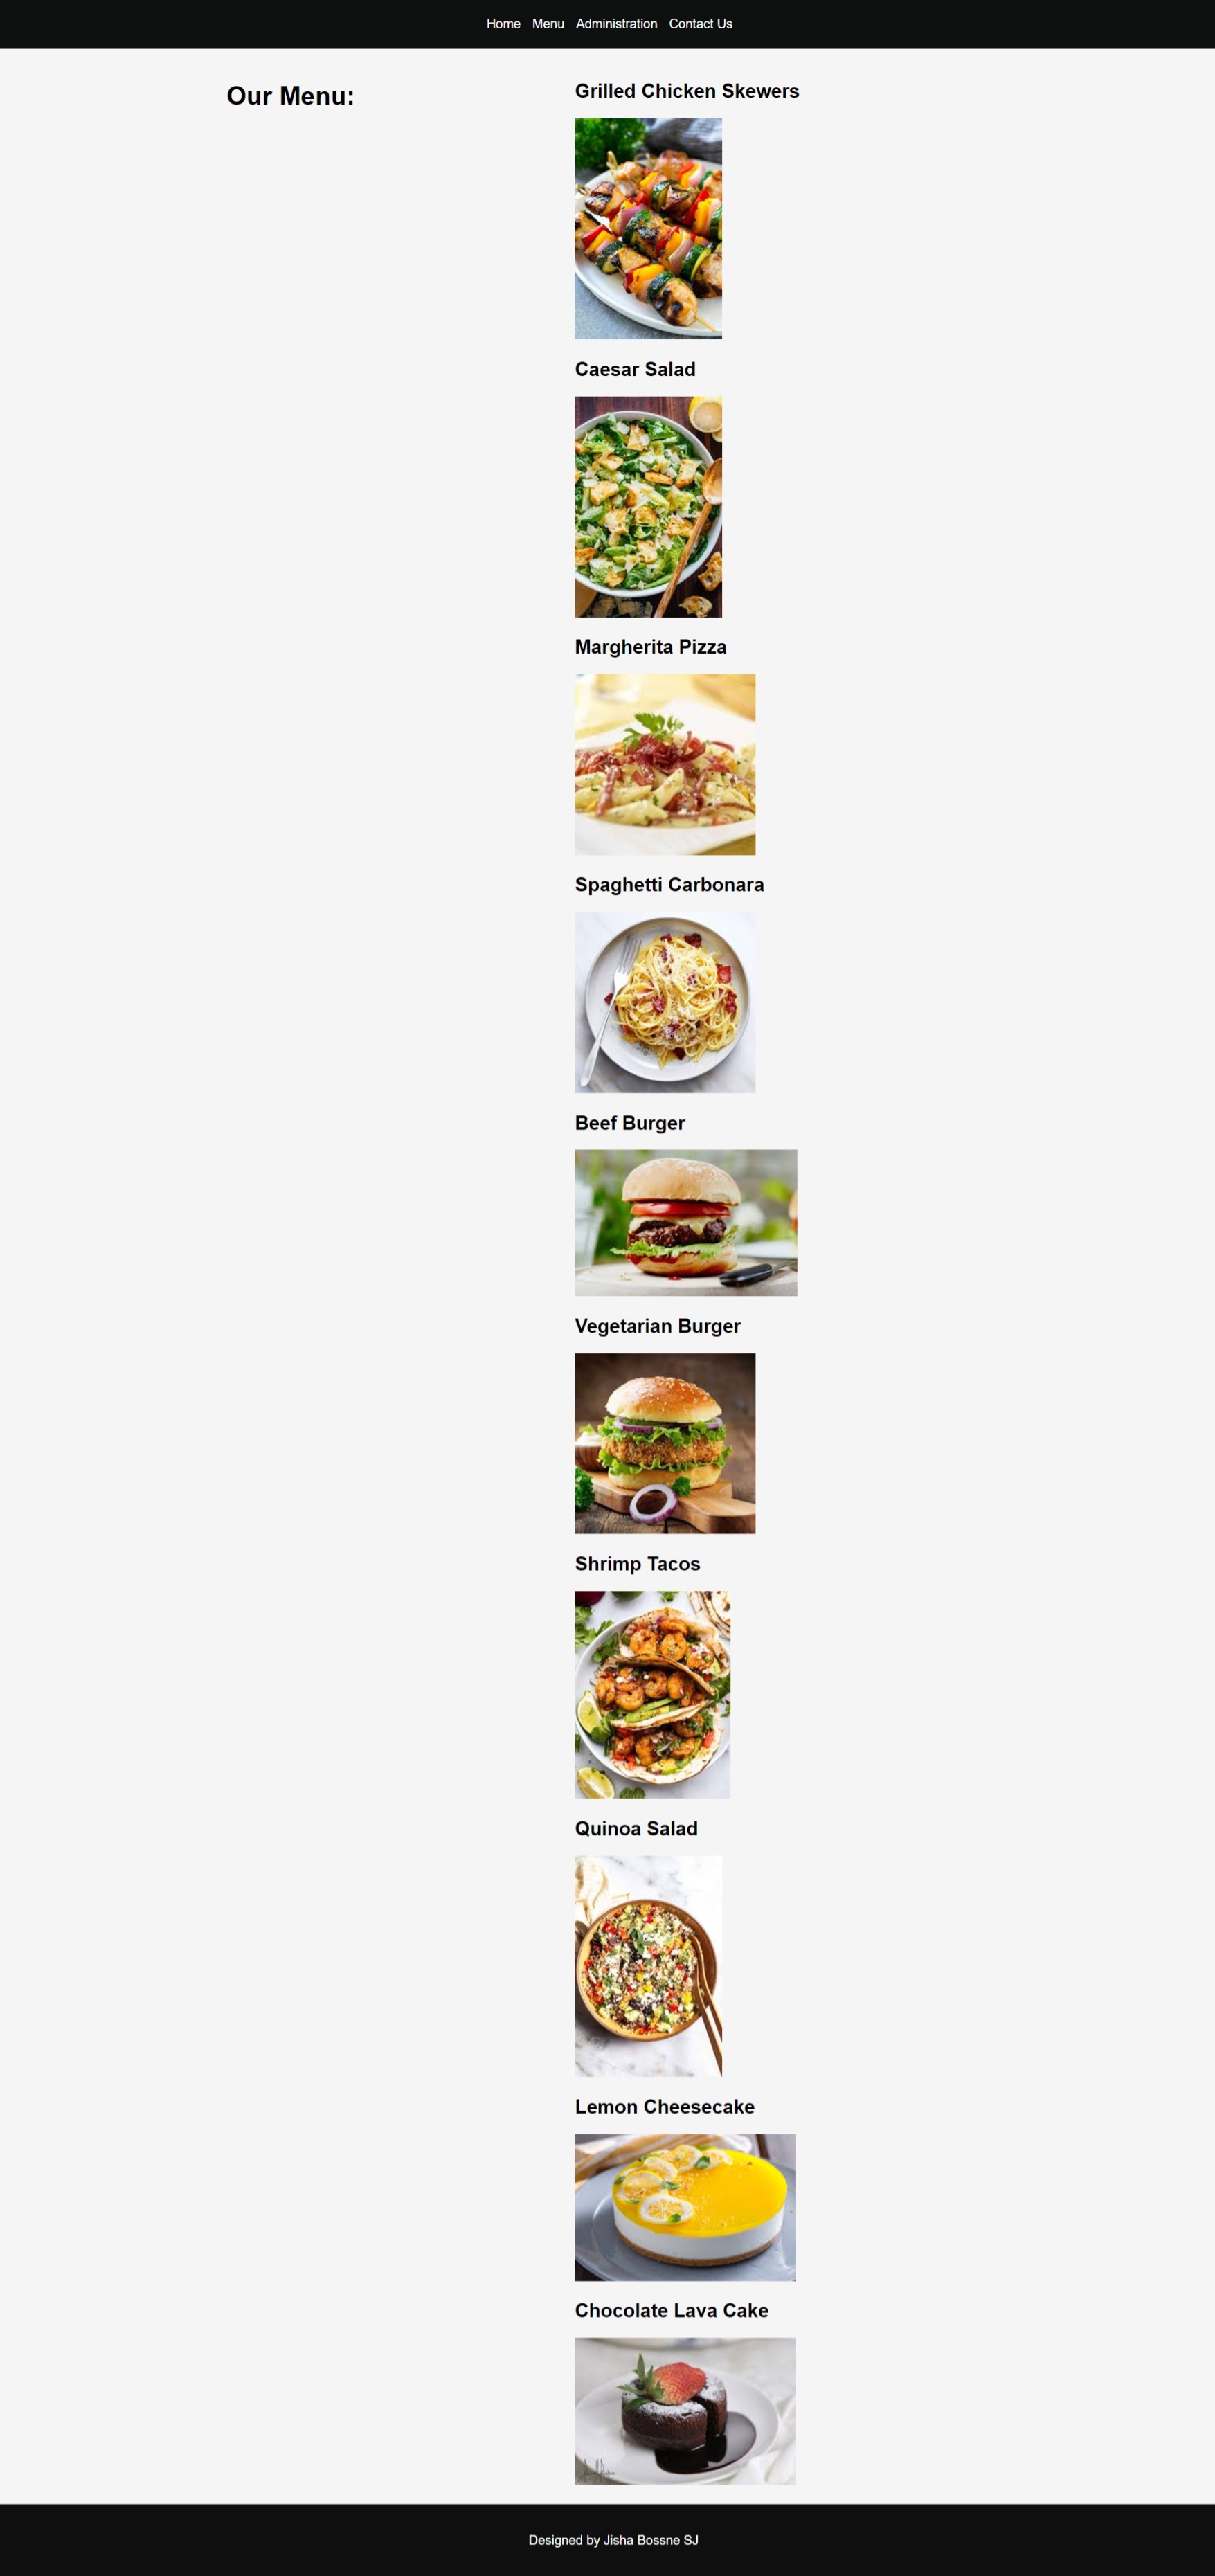 Home Menu Administration Contact Us
Our Menu:
Grilled Chicken Skewers
Caesar Salad
Margherita Pizza
Spaghetti Carbonara
Beef Burger
Vegetarian Burger
Shrimp Tacos
Quinoa Salad
Lemon Cheesecake
Chocolate Lava Cake
Designed by Jisha Bossne SJ